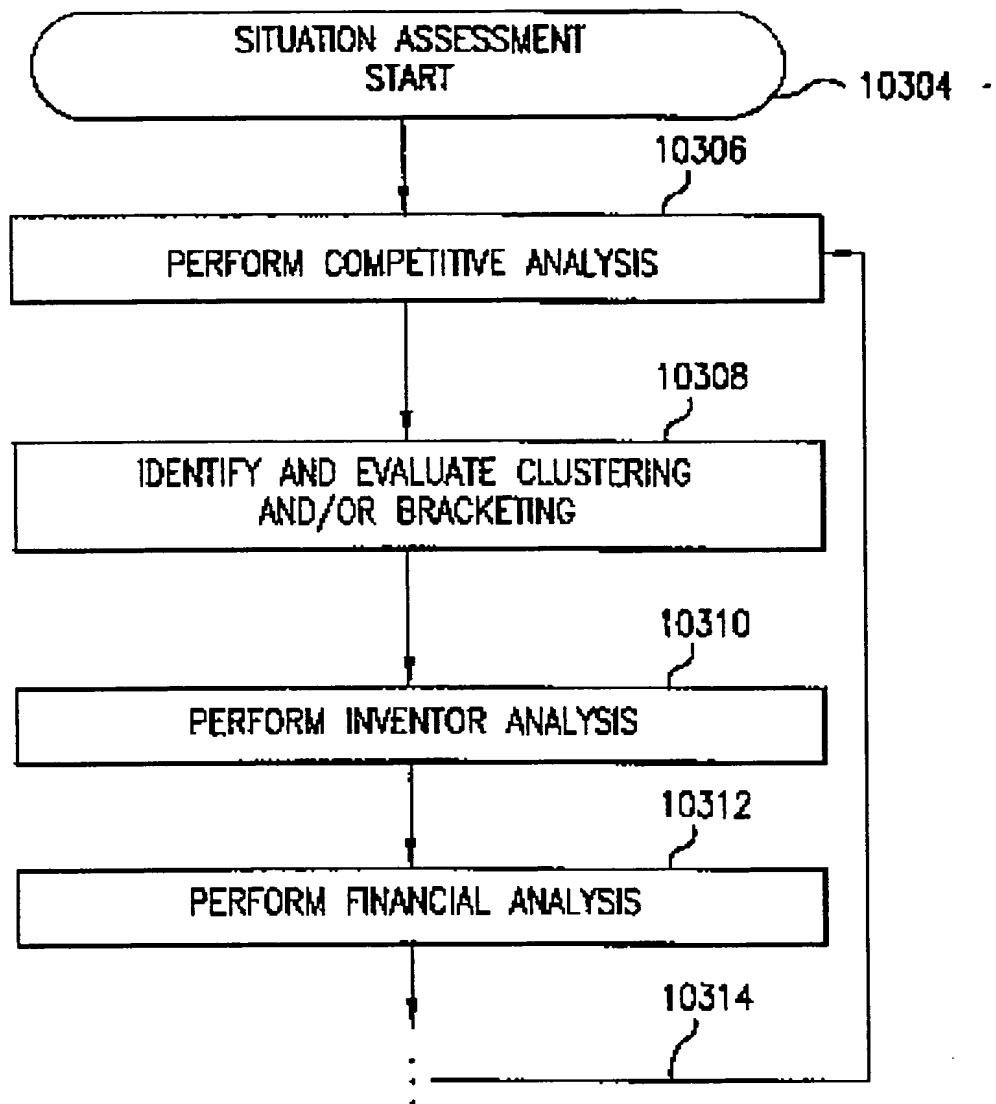 SITUATION ASSESSMENT
START
10304
10306
PERFORM COMPETITIVE ANALYSIS
10308
IDENTIFY AND EVALUATE CLUSTERING
AND/OR BRACKETING
10310
PERFORM INVENTOR ANALYSIS
10312
PERFORM FINANCIAL ANALYSIS
10314